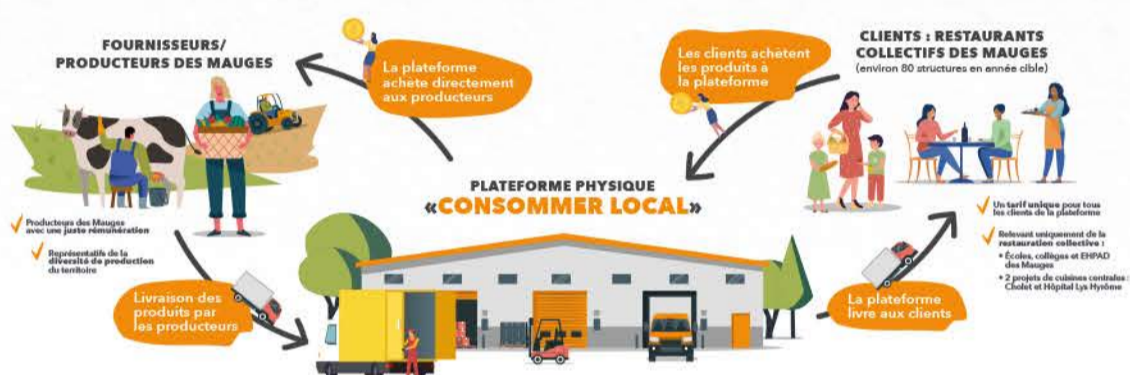 FOURNISSEURS/
PRODUCTEURS DES MAUGES
La plateforme
achète directement
aux producteurs
Les clients achètent
les produits à
la plateforme
CLIENTS : RESTAURANTS
COLLECTIFS DES MAUGES
(environ 80 structures en année cible)
PLATEFORME PHYSIQUE
«CONSOMMER LOCAL»
Producteurs des Mauges
avec une juste rémunération
Représentatifs de la
diversité de production
du territoire
Livraison des
produits par
les producteurs
La plateforme
livre aux clients
Un tarif unique pour tous
les clients de la plateforme
Relevant uniquement de la
restauration collective :
• Écoles, collèges et EHPAD
des Mauges
• 2 projets de cuisines centrales :
Cholet et Hôpital Lys Hyrôme